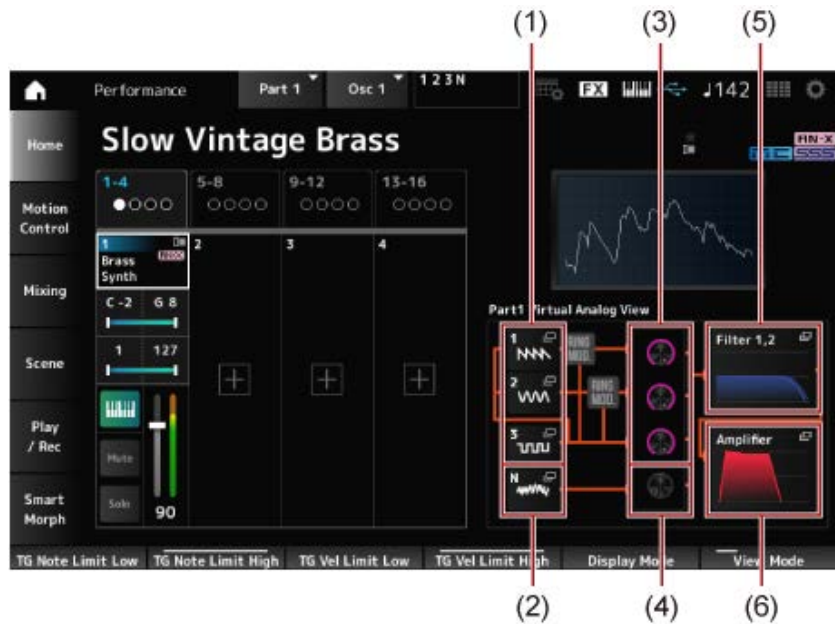 (1) (3) (5)
Performance Part 1 Osc 1 1 2 3 N FX ♩142
Home
Slow Vintage Brass
AN-X
MC SSS
1-4 5-8 9-12 13-16
Motion
Control
1 2 3 4
Brass
Synth
AN-X
C -2 G 8
Mixing
Part1 Virtual Analog View
1 127
1 RING
MOD.
Filter 1,2
Scene
2 RING
MOD.
Play
/ Rec
Mute
3
Amplifier
Smart
Morph
Solo
90
N
TG Note Limit Low TG Note Limit High TG Vel Limit Low TG Vel Limit High Display Mode View Mode
(2) (4) (6)